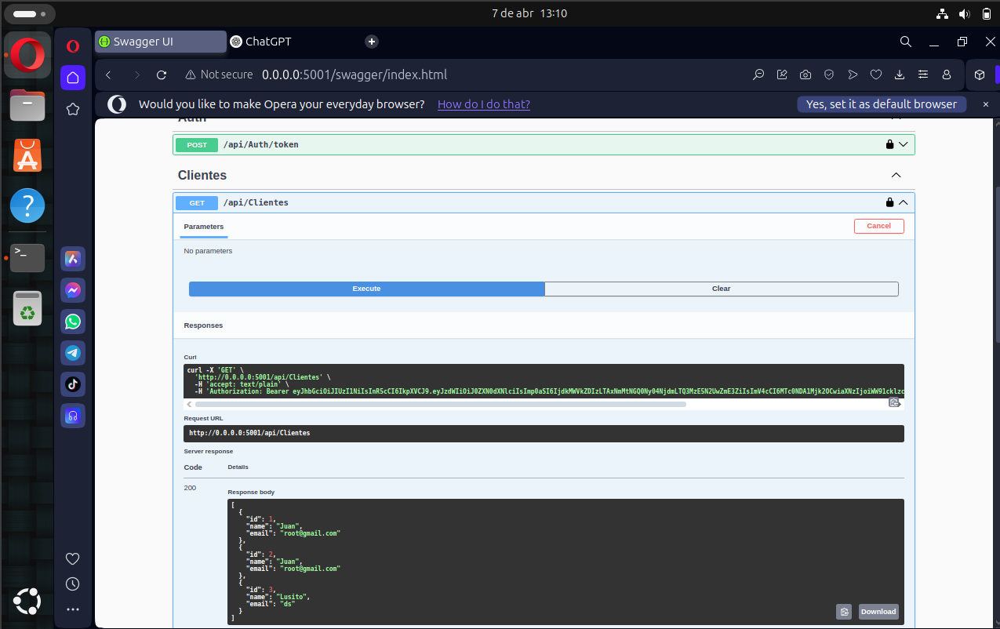 7 de abr 13:10
Swagger UI
ChatGPT
Not secure
0.0.0.0:5001/swagger/index.html
Would you like to make Opera your everyday browser? How do I do that?
Yes, set it as default browser
Auth
POST /api/Auth/token
Clientes
GET /api/Clientes
Parameters
Cancel
No parameters
Execute
Clear
Responses
Curl
curl -X 'GET' \
'http://0.0.0.0:5001/api/Clientes' \
-H 'accept: text/plain' \
-H 'Authorization: Bearer
Request URL
http://0.0.0.0:5001/api/Clientes
Server response
Code Details
200
Response body
[
{
"id": 1,
"name": "Juan",
"email": "root@gmail.com"
},
{
"id": 2,
"name": "Juan",
"email": "root@gmail.com"
},
{
"id": 3,
"name": "Lusito",
"email": "ds"
}
]
Download